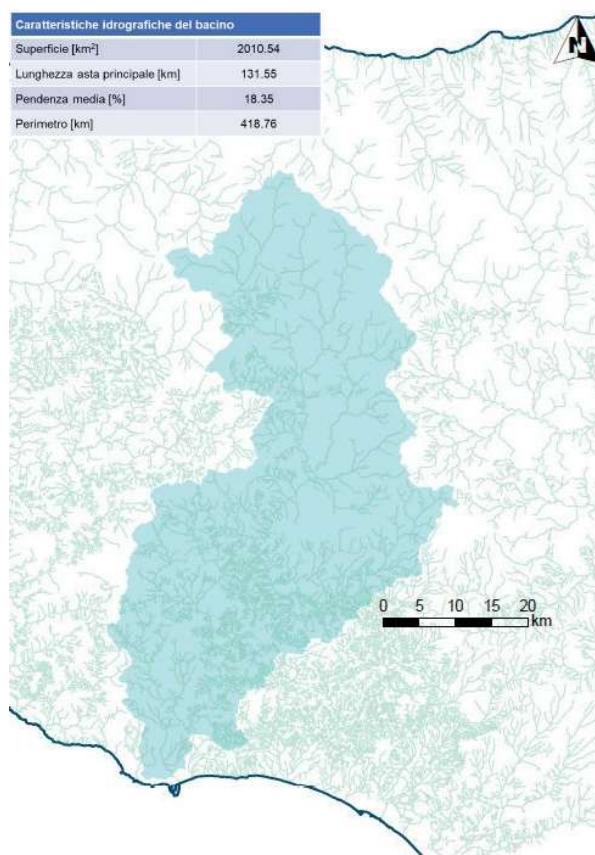 Caratteristiche idrografiche del bacino
Superficie [km²] 2010.54
Lunghezza asta principale [km] 131.55
Pendenza media [%] 18.35
Perimetro [km] 418.76
N
0 5 10 15 20
km